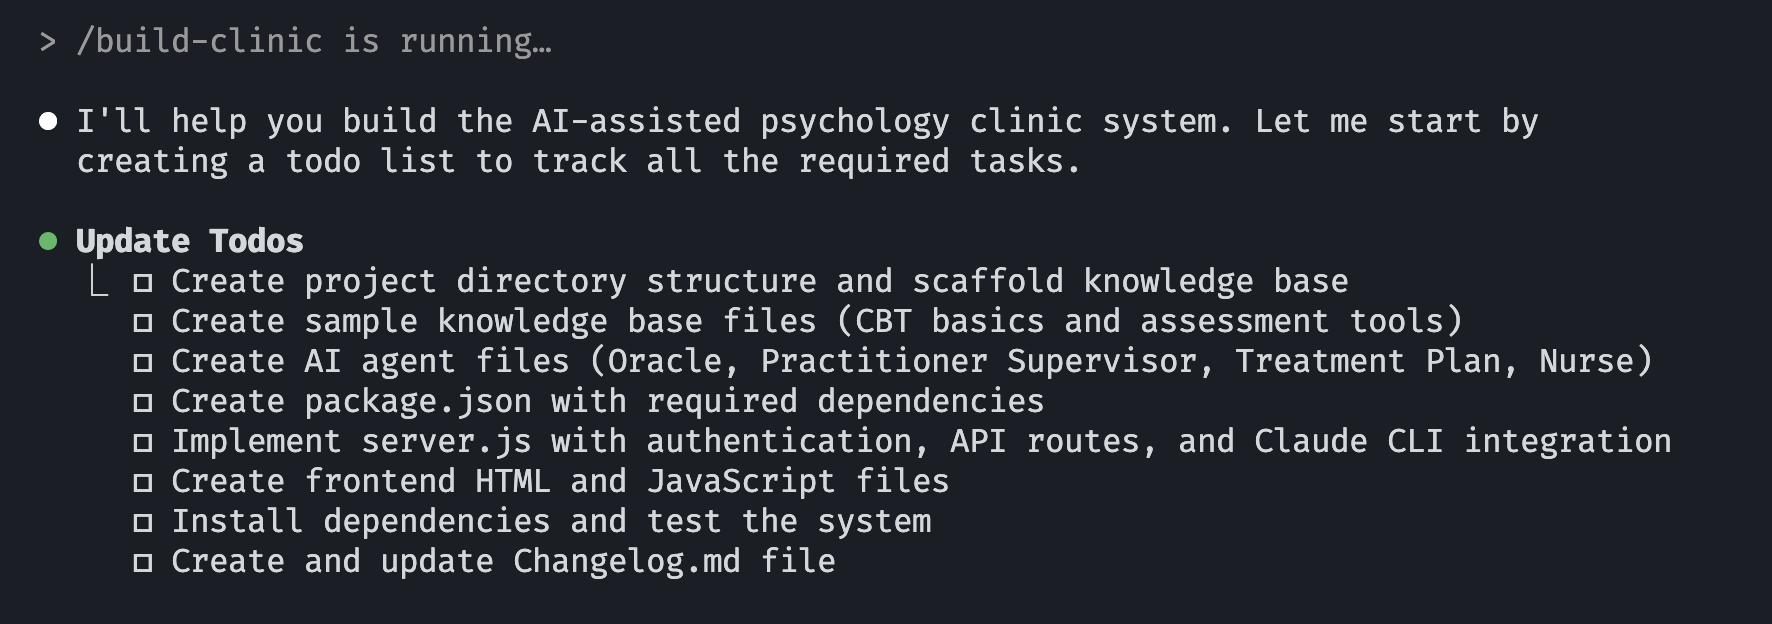 > /build-clinic is running…
● I'll help you build the AI-assisted psychology clinic system. Let me start by
creating a todo list to track all the required tasks.
● Update Todos
⎿ ☐ Create project directory structure and scaffold knowledge base
☐ Create sample knowledge base files (CBT basics and assessment tools)
☐ Create AI agent files (Oracle, Practitioner Supervisor, Treatment Plan, Nurse)
☐ Create package.json with required dependencies
☐ Implement server.js with authentication, API routes, and Claude CLI integration
☐ Create frontend HTML and JavaScript files
☐ Install dependencies and test the system
☐ Create and update Changelog.md file